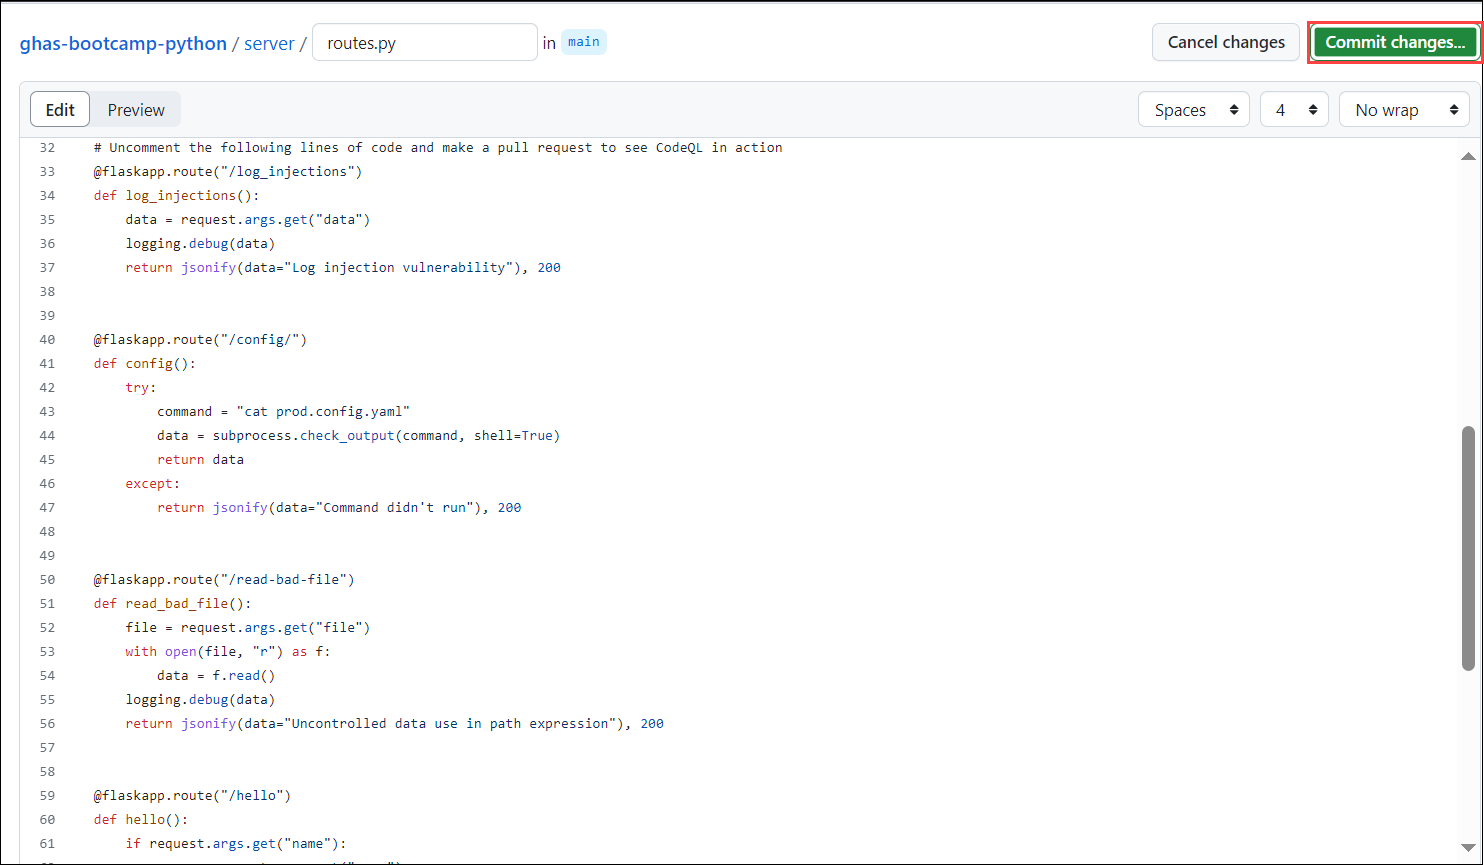 ghas-bootcamp-python / server / routes.py in main Cancel changes Commit changes...
Edit Preview Spaces 4 No wrap
32 # Uncomment the following lines of code and make a pull request to see CodeQL in action
33 @flaskapp.route("/log_injections")
34 def log_injections():
35 data = request.args.get("data")
36 logging.debug(data)
37 return jsonify(data="Log injection vulnerability"), 200
38
39
40 @flaskapp.route("/config/")
41 def config():
42 try:
43 command = "cat prod.config.yaml"
44 data = subprocess.check_output(command, shell=True)
45 return data
46 except:
47 return jsonify(data="Command didn't run"), 200
48
49
50 @flaskapp.route("/read-bad-file")
51 def read_bad_file():
52 file = request.args.get("file")
53 with open(file, "r") as f:
54 data = f.read()
55 logging.debug(data)
56 return jsonify(data="Uncontrolled data use in path expression"), 200
57
58
59 @flaskapp.route("/hello")
60 def hello():
61 if request.args.get("name"):